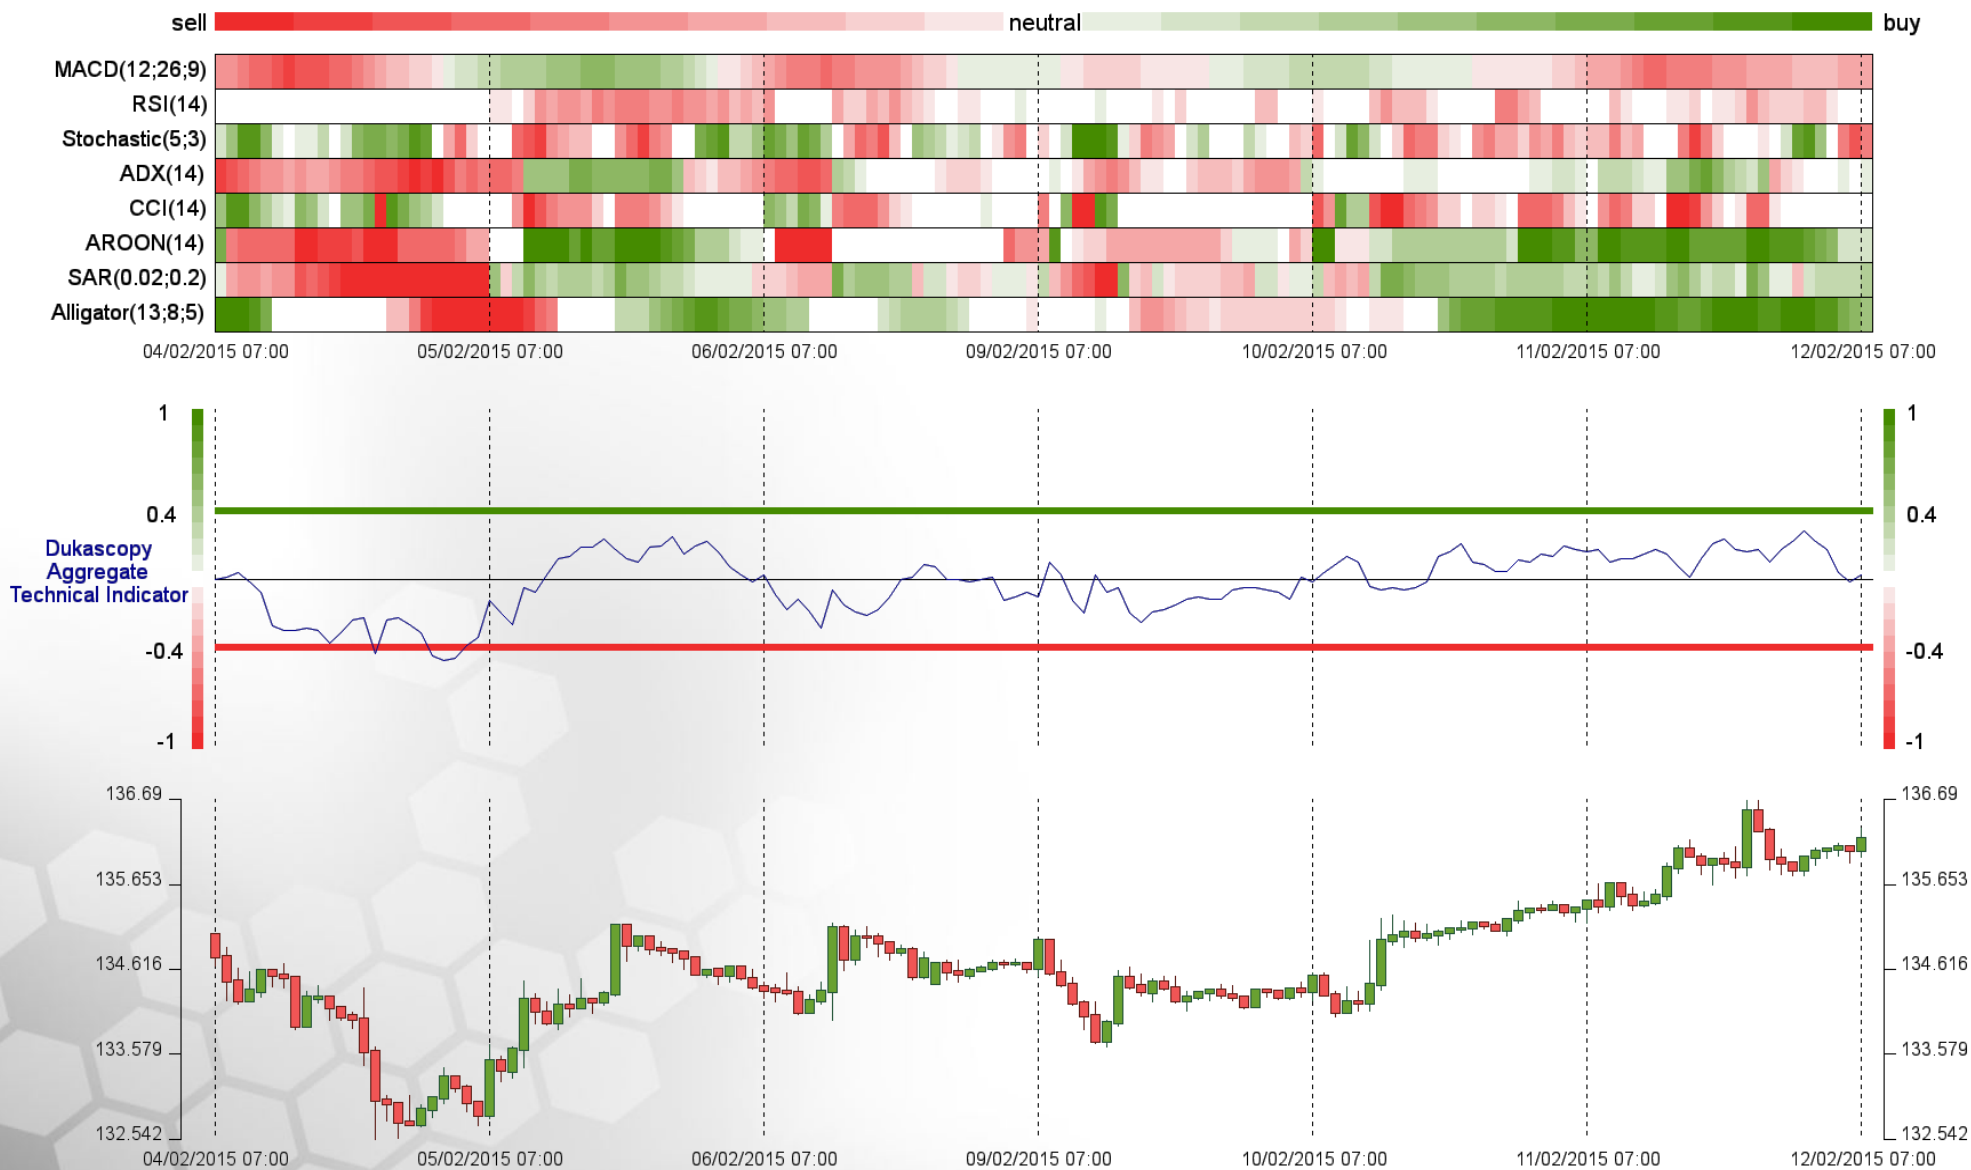 sell neutral buy
MACD(12;26;9)
RSI(14)
Stochastic(5;3)
ADX(14)
CCI(14)
AROON(14)
SAR(0.02;0.2)
Alligator(13;8;5)
04/02/2015 07:00 05/02/2015 07:00 06/02/2015 07:00 09/02/2015 07:00 10/02/2015 07:00 11/02/2015 07:00 12/02/2015 07:00
1 1
0.4 0.4
Dukascopy
Aggregate
Technical Indicator
-0.4 -0.4
-1 -1
136.69 136.69
135.653 135.653
134.616 134.616
133.579 133.579
132.542 132.542
04/02/2015 07:00 05/02/2015 07:00 06/02/2015 07:00 09/02/2015 07:00 10/02/2015 07:00 11/02/2015 07:00 12/02/2015 07:00